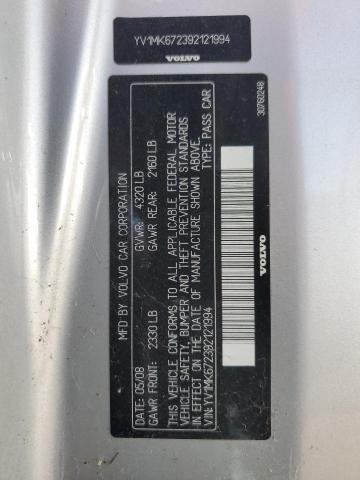 YV1MK672392121994
VOLVO
MFD BY VOLVO CAR CORPORATION
DATE: 05/08 GVWR: 4320 LB
GAWR FRONT: 2330 LB GAWR REAR: 2160 LB
THIS VEHICLE CONFORMS TO ALL APPLICABLE FEDERAL MOTOR
VEHICLE SAFETY, BUMPER AND THEFT PREVENTION STANDARDS
IN EFFECT ON THE DATE OF MANUFACTURE SHOWN ABOVE.
VIN: YV1MK672392121994 TYPE: PASS CAR
VOLVO
30760248